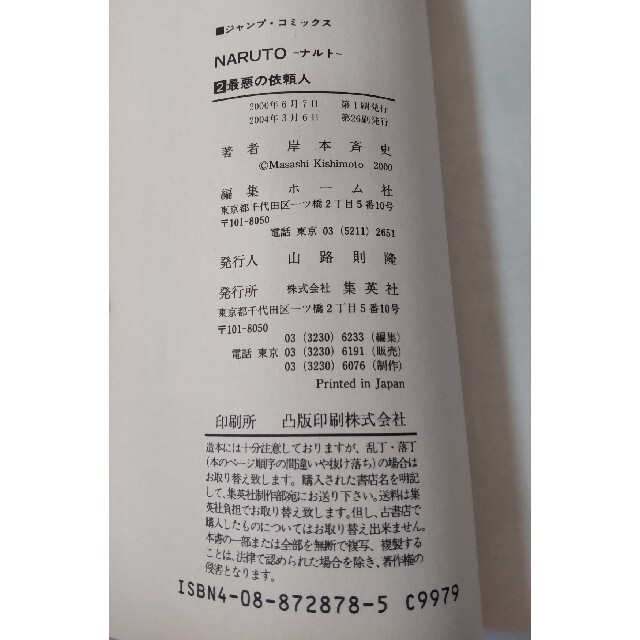 ■ジャンプ・コミックス
NARUTO -ナルト-
2最悪の依頼人
2000年6月7日 第1刷発行
2004年3月6日 第26刷発行
著者 岸本斉史
©Masashi Kishimoto 2000
編集 ホーム社
東京都千代田区一ツ橋2丁目5番10号
〒101-8050
電話 東京 03 (5211) 2651
発行人 山路則隆
発行所 株式会社 集英社
東京都千代田区一ツ橋2丁目5番10号
〒101-8050
03 (3230) 6233 (編集)
電話 東京 03 (3230) 6191 (販売)
03 (3230) 6076 (制作)
Printed in Japan
印刷所 凸版印刷株式会社
造本には十分注意しておりますが、乱丁・落丁
(本のページ順序の間違いや抜け落ち)の場合は
お取り替え致します。購入された書店名を明記
して、集英社制作部宛にお送り下さい。送料は集
英社負担でお取り替え致します。但し、古書店で
購入したものについてはお取り替え出来ません。
本書の一部または全部を無断で複写、複製する
ことは、法律で認められた場合を除き、著作権の
侵害となります。
ISBN4-08-872878-5 C9979